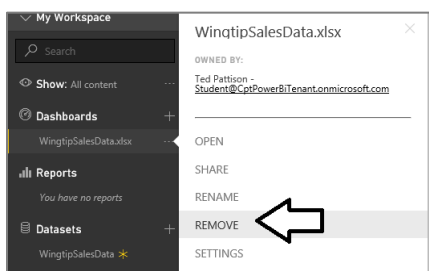 My Workspace
Search
Show: All content
Dashboards
WingtipSalesData.xlsx
Reports
You have no reports
Datasets
WingtipSalesData
WingtipSalesData.xlsx
OWNED BY:
Ted Pattison -
Student@CptPowerBiTenant.onmicrosoft.com
OPEN
SHARE
RENAME
REMOVE
SETTINGS